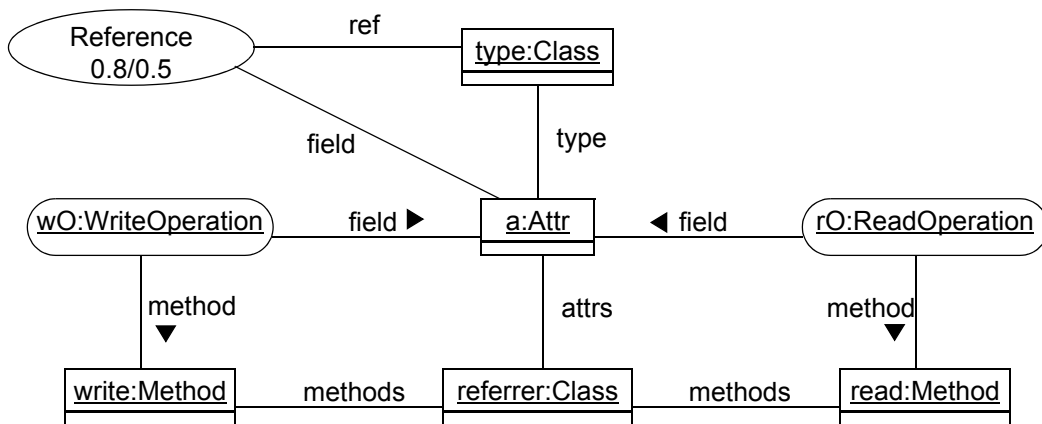 Reference
0.8/0.5
ref
type:Class
field
type
wO:WriteOperation
field
a:Attr
field
rO:ReadOperation
method
attrs
method
write:Method
methods
referrer:Class
methods
read:Method